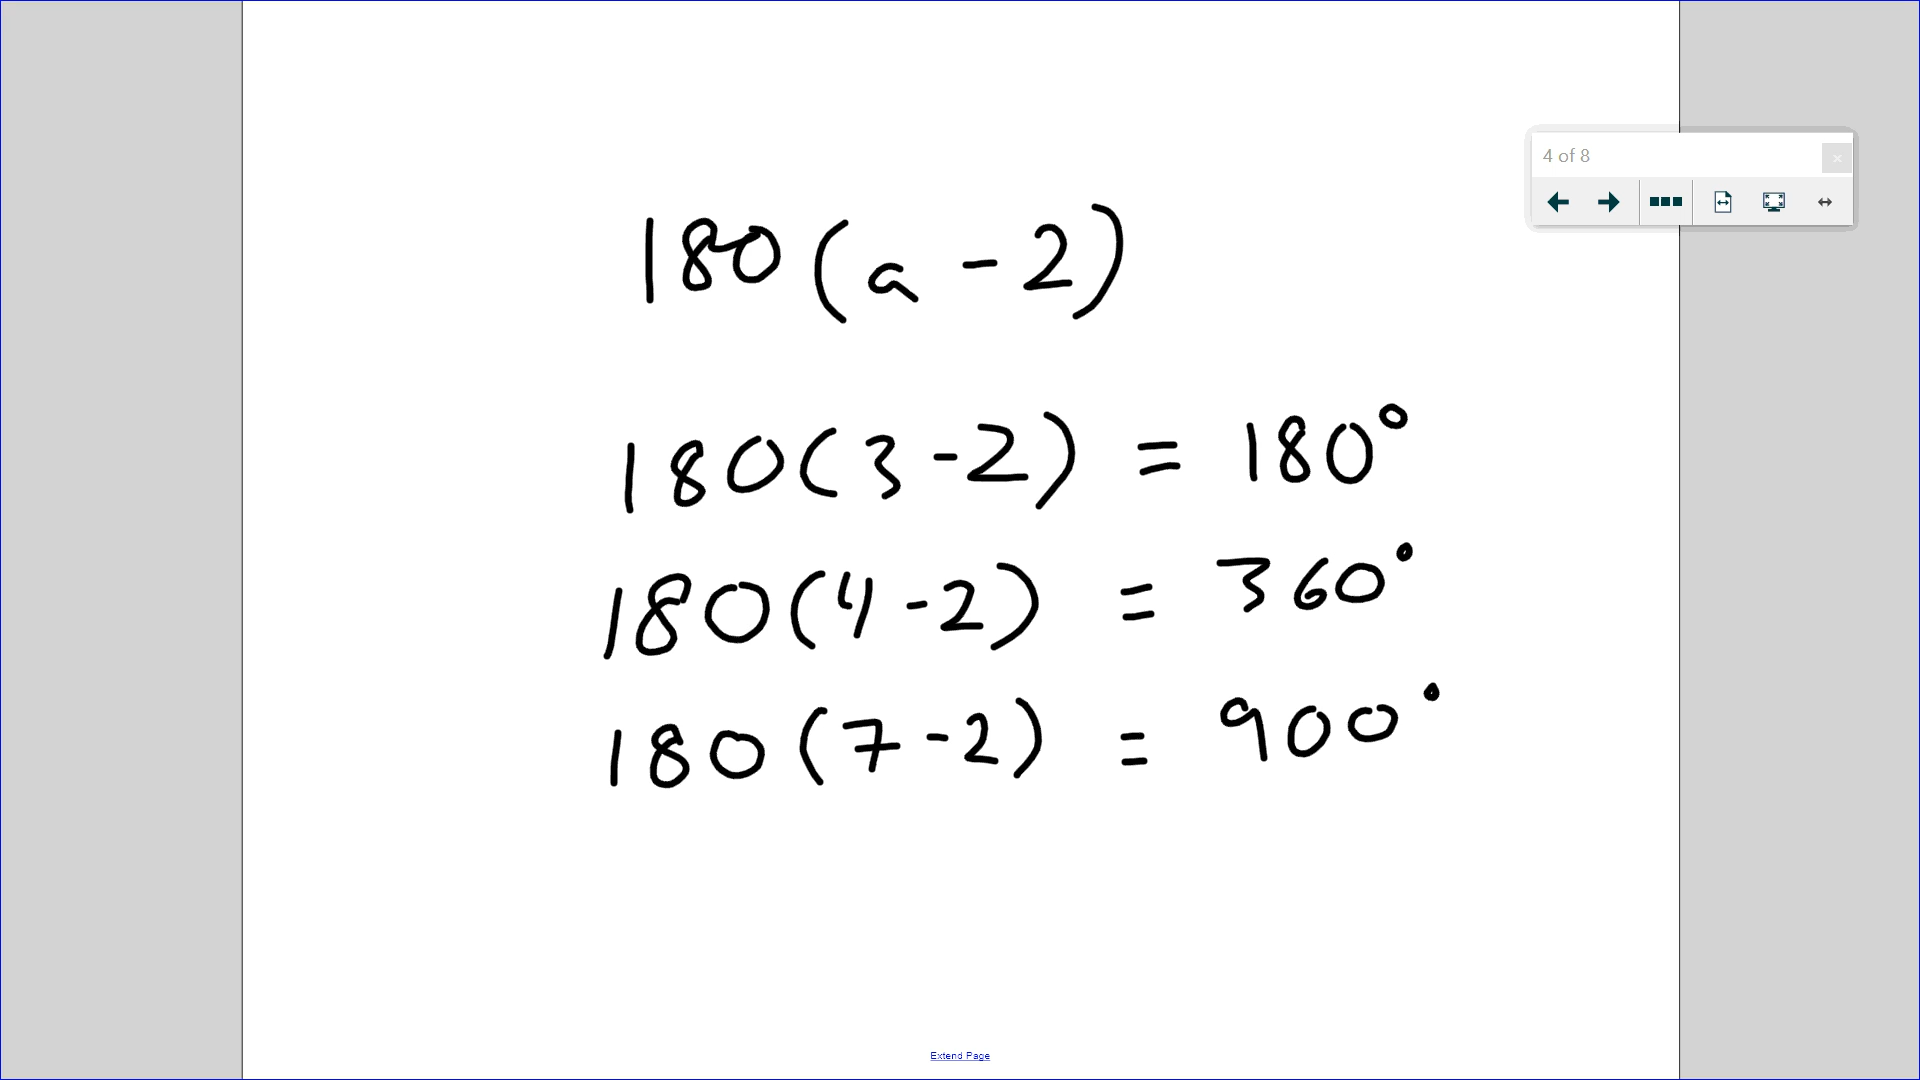 4 of 8
180(a-2)
180(3-2) = 180°
180(4-2) = 360°
180(7-2) = 900°
Extend Page